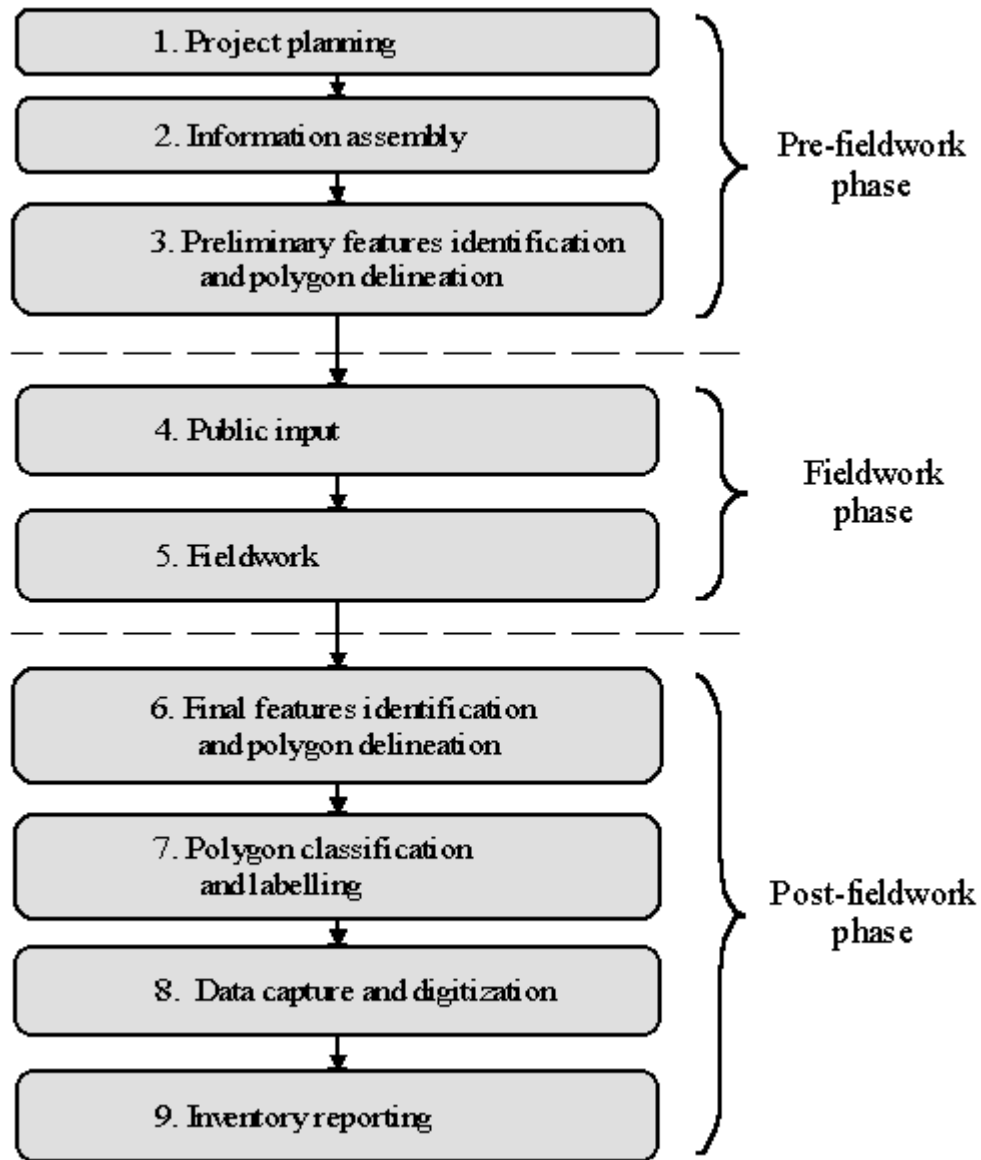 1. Project planning
2. Information assembly
3. Preliminary features identification
and polygon delineation
Pre-fieldwork
phase
4. Public input
5. Fieldwork
Fieldwork
phase
6. Final features identification
and polygon delineation
7. Polygon classification
and labelling
8. Data capture and digitization
9. Inventory reporting
Post-fieldwork
phase